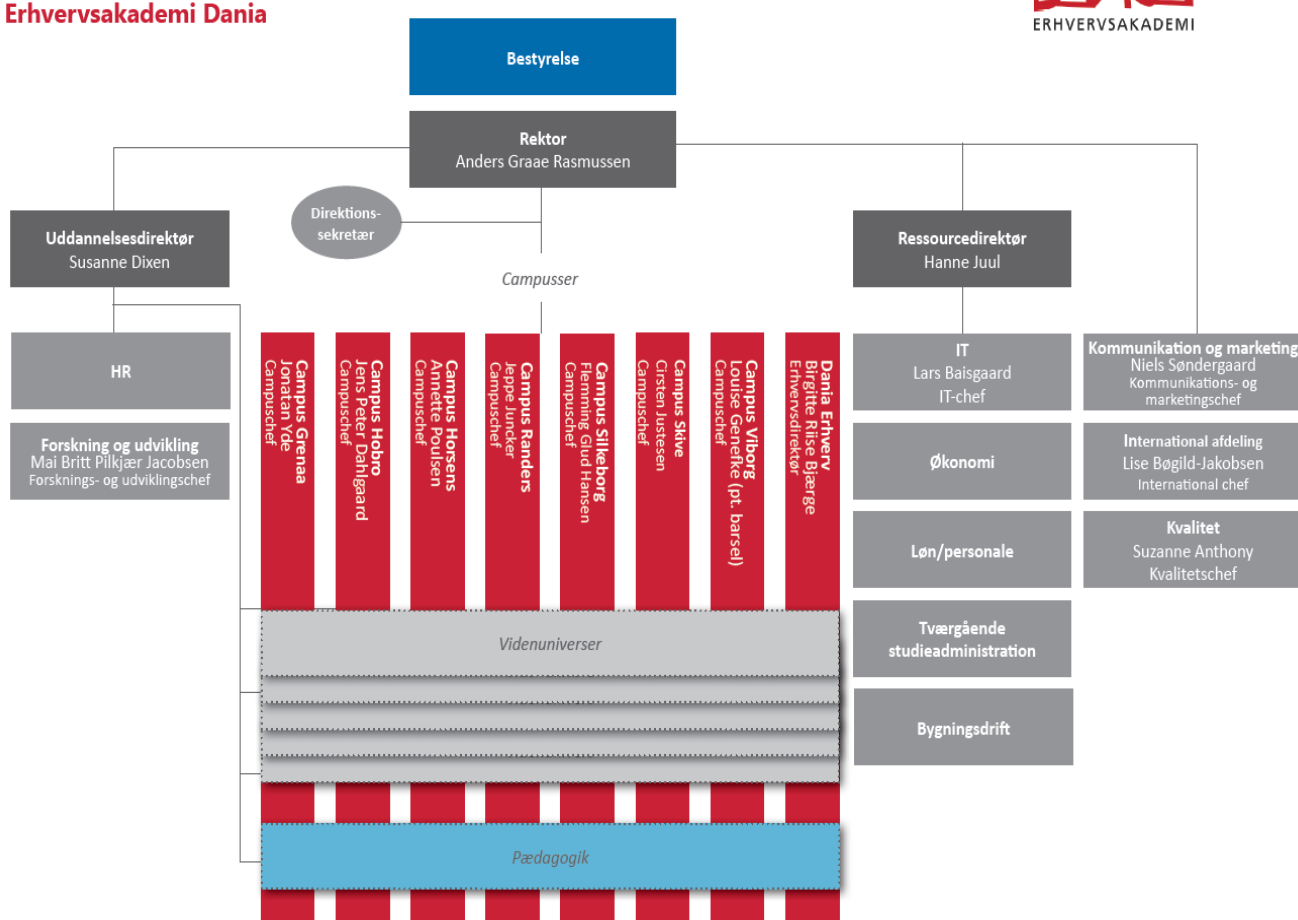 Erhvervsakademi Dania
ERHVERVSAKADEMI
Bestyrelse
Rektor
Anders Graae Rasmussen
Direktions-
sekretær
Uddannelsesdirektør
Susanne Dixen
Ressourcedirektør
Hanne Juul
Campusser
HR
Forskning og udvikling
Mai Britt Pilkjær Jacobsen
Forsknings- og udviklingschef
Campus Grenaa
Jonatan Yde
Campuschef
Campus Hobro
Jens Peter Dahlgaard
Campuschef
Campus Horsens
Annette Poulsen
Campuschef
Campus Randers
Jeppe Juncker
Campuschef
Campus Silkeborg
Flemming Glud Hansen
Campuschef
Campus Skive
Cirsten Justesen
Campuschef
Campus Viborg
Louise Genefke (pt. barsel)
Campuschef
Dania Erhverv
Birgitte Riise Bjærge
Erhvervsdirektør
IT
Lars Baisgaard
IT-chef
Økonomi
Løn/personale
Tværgående
studieadministration
Bygningsdrift
Kommunikation og marketing
Niels Søndergaard
Kommunikations- og
marketingschef
International afdeling
Lise Bøgild-Jakobsen
International chef
Kvalitet
Suzanne Anthony
Kvalitetschef
Videnuniverser
Pædagogik